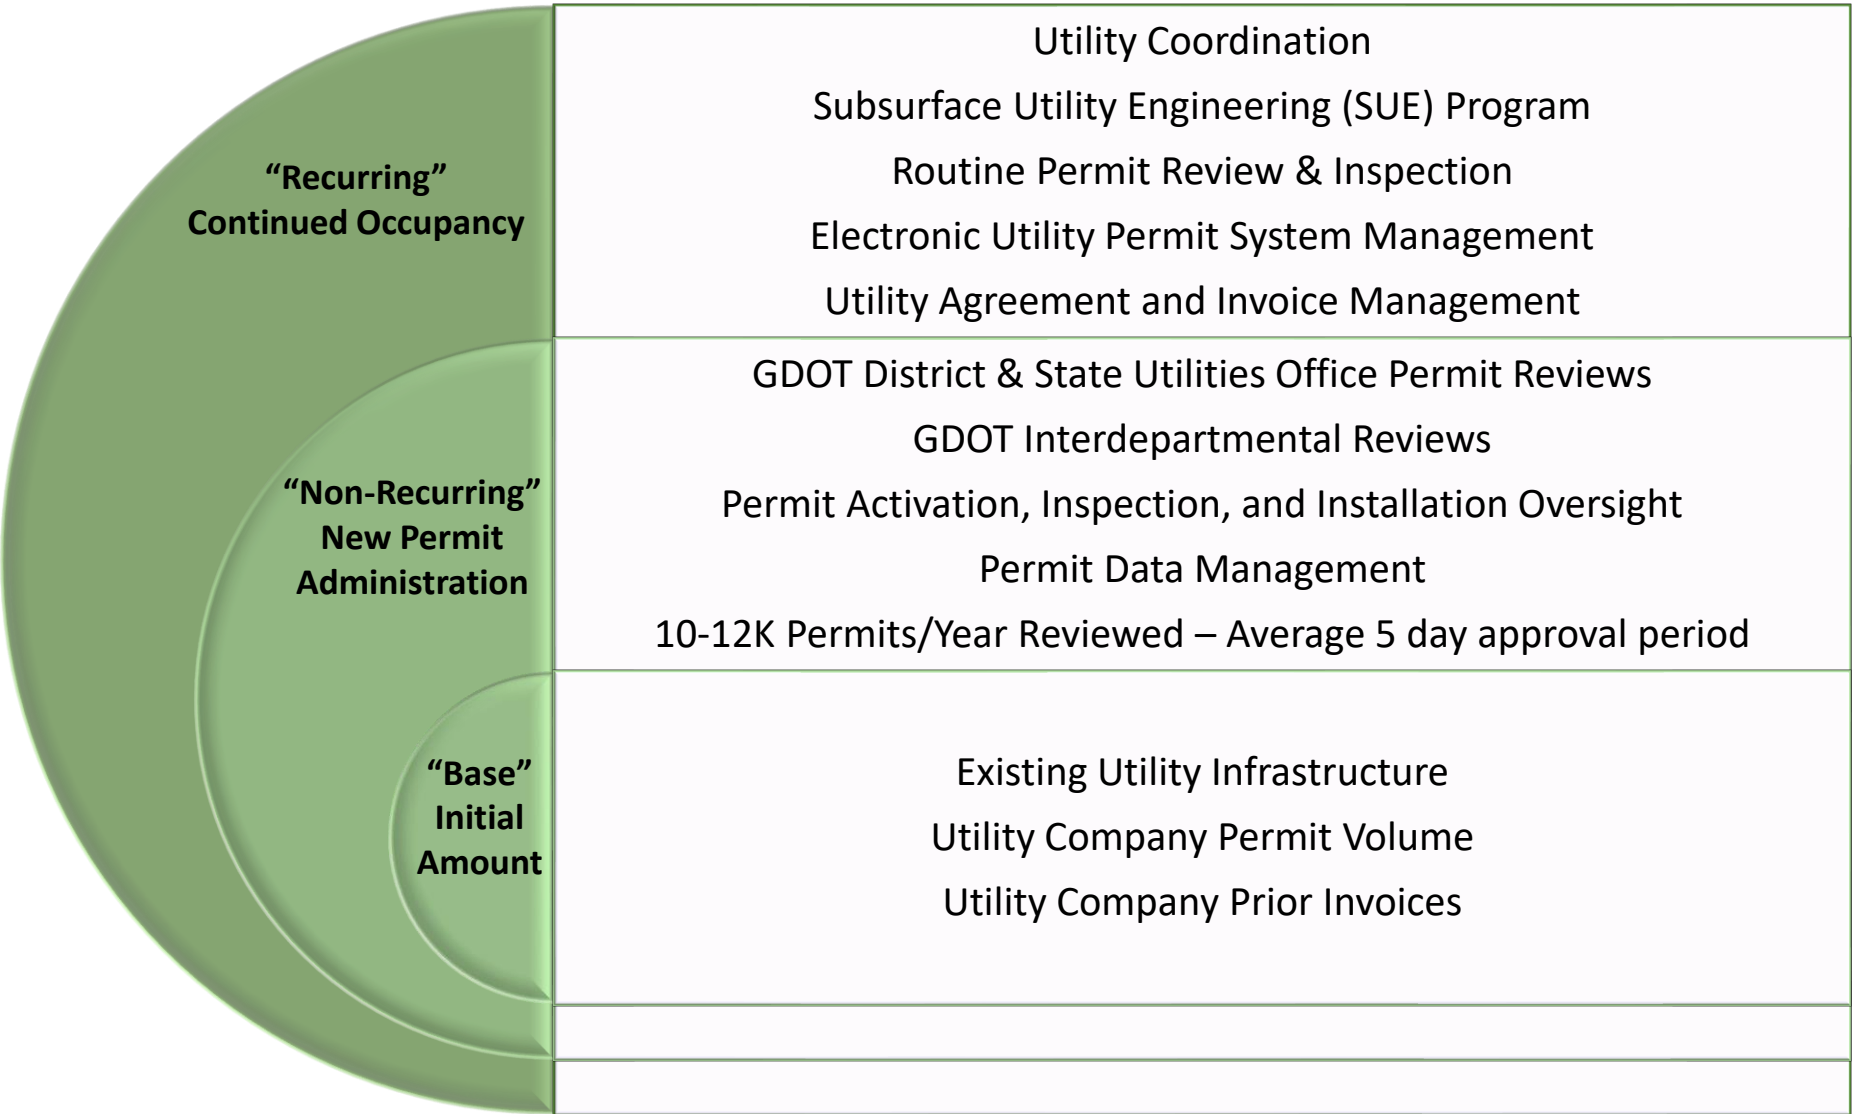 “Recurring”
Continued Occupancy
Utility Coordination
Subsurface Utility Engineering (SUE) Program
Routine Permit Review & Inspection
Electronic Utility Permit System Management
Utility Agreement and Invoice Management
“Non-Recurring”
New Permit
Administration
GDOT District & State Utilities Office Permit Reviews
GDOT Interdepartmental Reviews
Permit Activation, Inspection, and Installation Oversight
Permit Data Management
10-12K Permits/Year Reviewed – Average 5 day approval period
“Base”
Initial
Amount
Existing Utility Infrastructure
Utility Company Permit Volume
Utility Company Prior Invoices